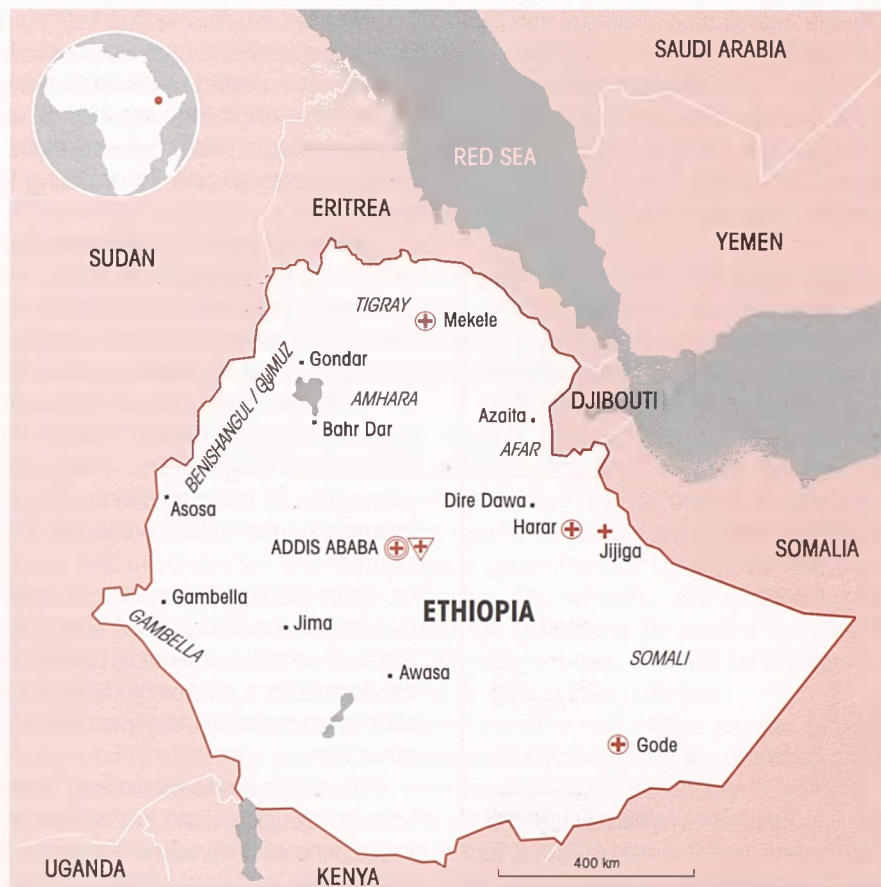 SAUDI ARABIA
RED SEA
ERITREA
SUDAN
YEMEN
TIGRAY
Mekele
Gondar
BENISHANGUL / GUMUZ
AMHARA
DJIBOUTI
Azaita
Bahr Dar
AFAR
Asosa
Dire Dawa
Harar
Jijiga
ADDIS ABABA
SOMALIA
Gambella
ETHIOPIA
GAMBELLA
Jima
SOMALI
Awasa
Gode
400 km
UGANDA
KENYA